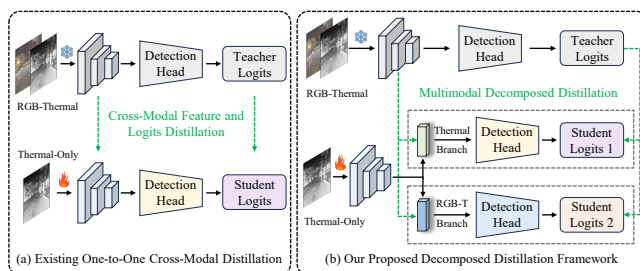 Detection
Head
Teacher
Logits
RGB-Thermal
Cross-Modal Feature and
Logits Distillation
Thermal-Only
Detection
Head
Student
Logits
(a) Existing One-to-One Cross-Modal Distillation
Detection
Head
Teacher
Logits
RGB-Thermal
Multimodal Decomposed Distillation
Thermal
Branch
Detection
Head
Student
Logits 1
Thermal-Only
RGB-T
Branch
Detection
Head
Student
Logits 2
(b) Our Proposed Decomposed Distillation Framework